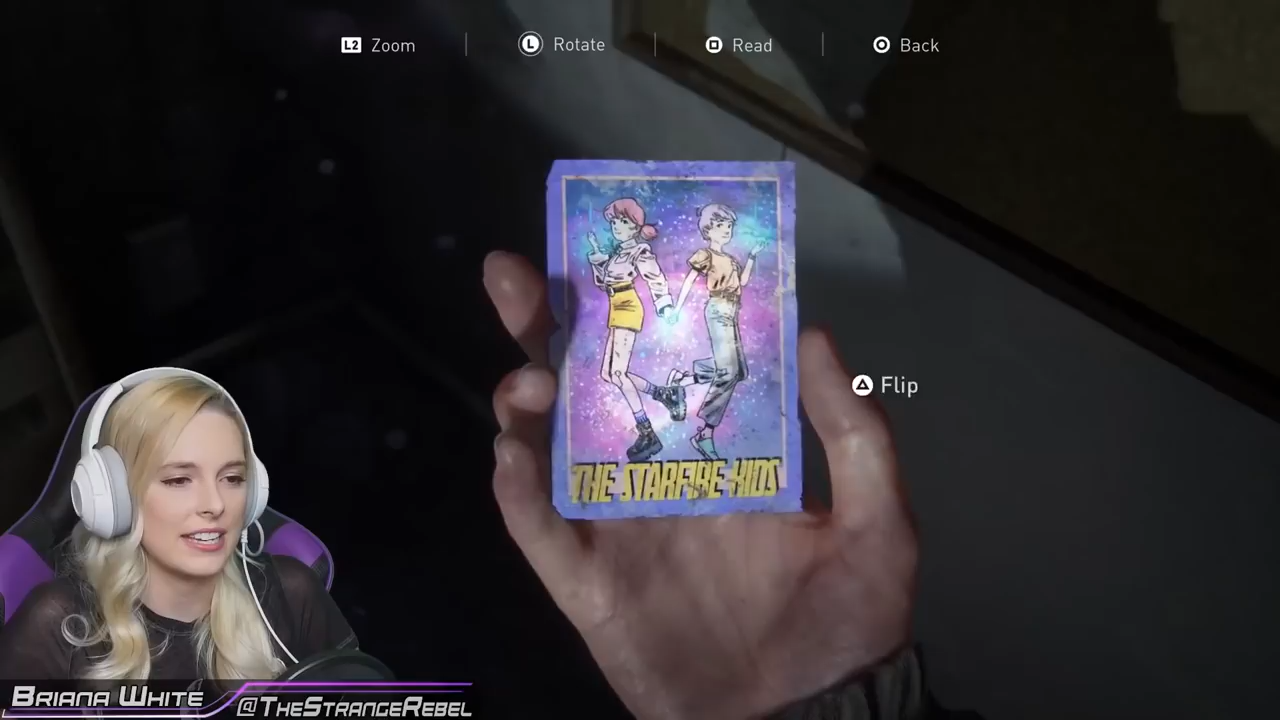 L2 Zoom
L Rotate
Read
Back
Flip
THE STARFIRE KIDS
BRIANA WHITE
@THESTRANGEREBEL